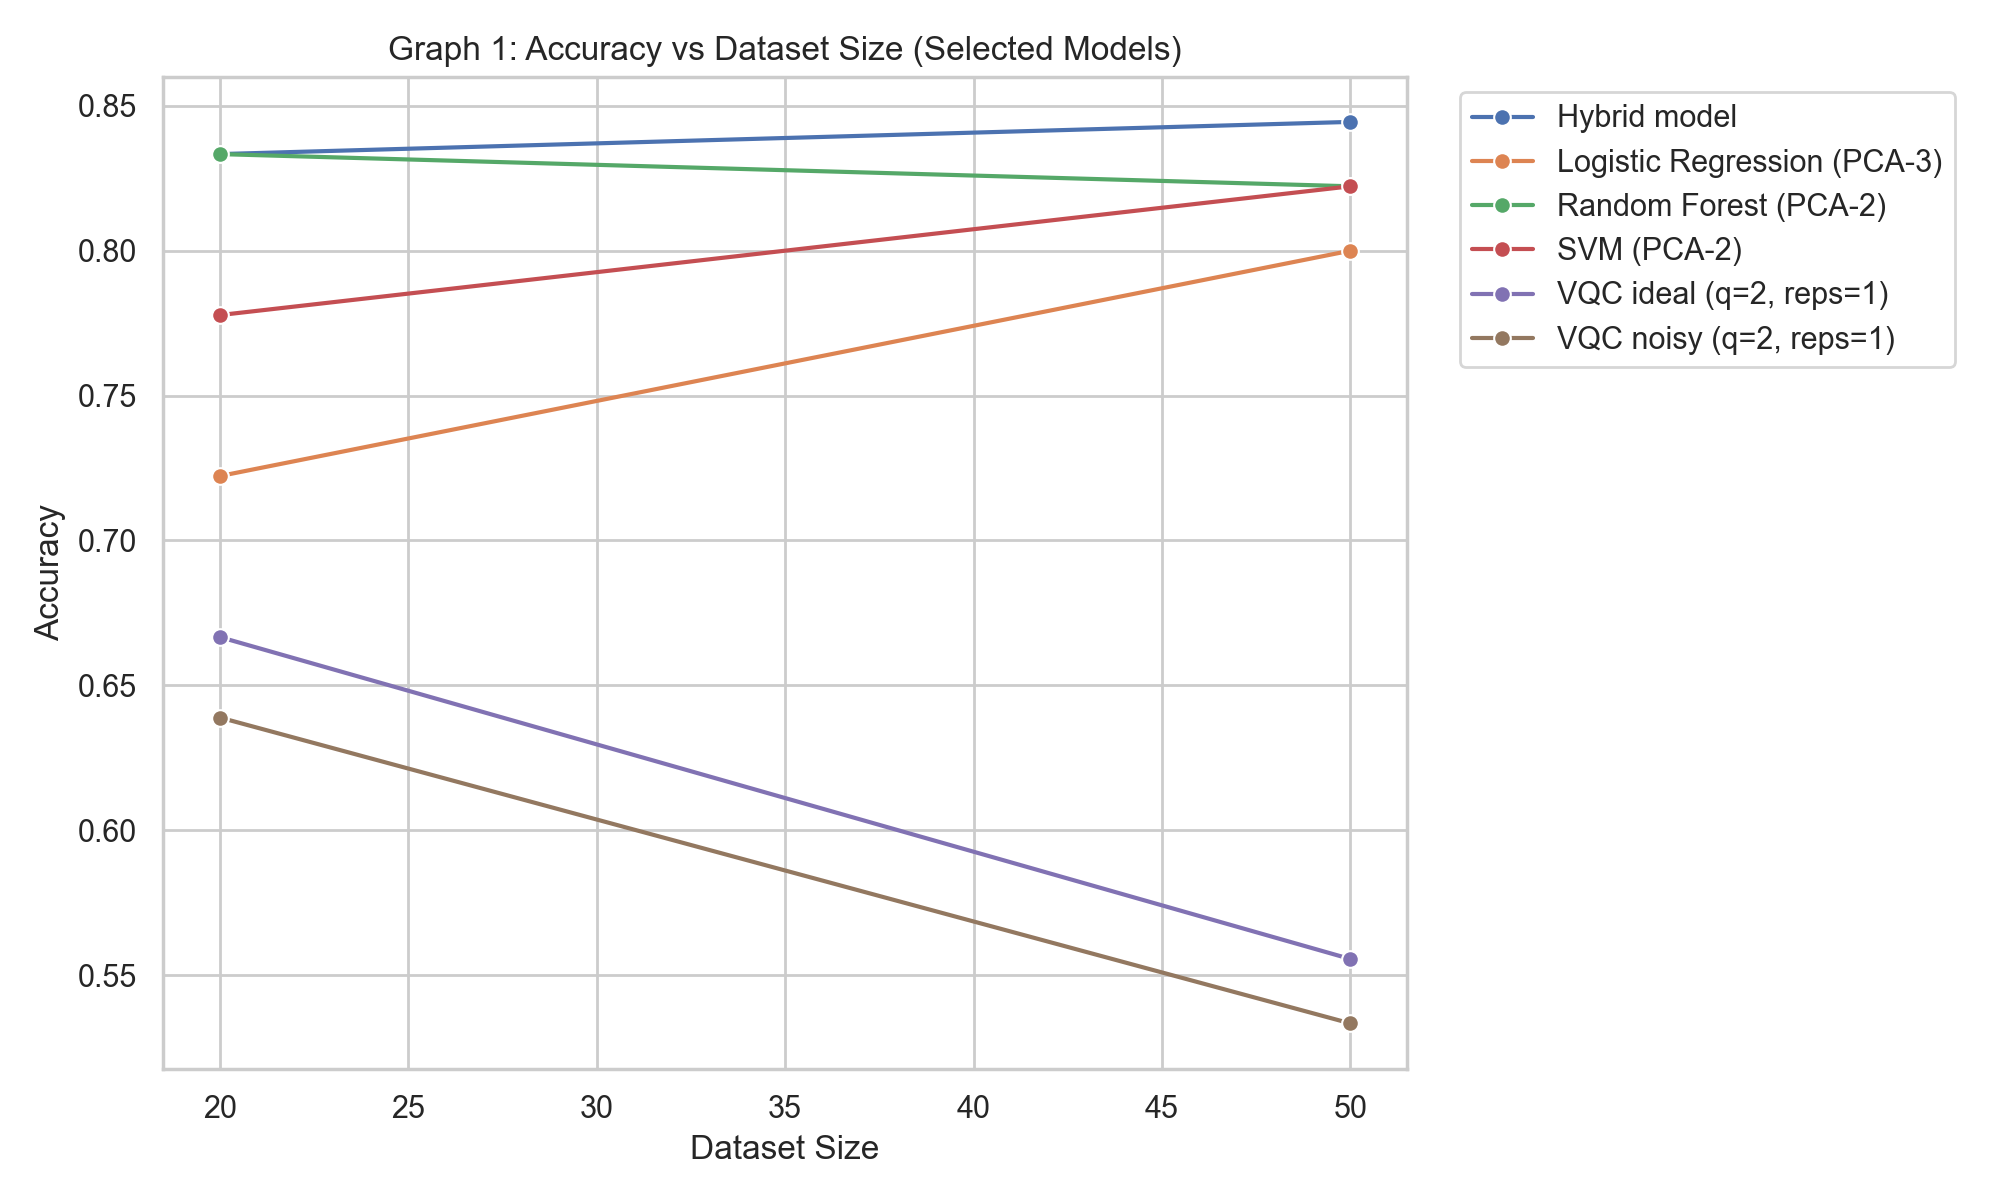 Graph 1: Accuracy vs Dataset Size (Selected Models)
0.85
0.80
0.75
0.70
0.65
0.60
0.55
Accuracy
20 25 30 35 40 45 50
Dataset Size
Hybrid model
Logistic Regression (PCA-3)
Random Forest (PCA-2)
SVM (PCA-2)
VQC ideal (q=2, reps=1)
VQC noisy (q=2, reps=1)